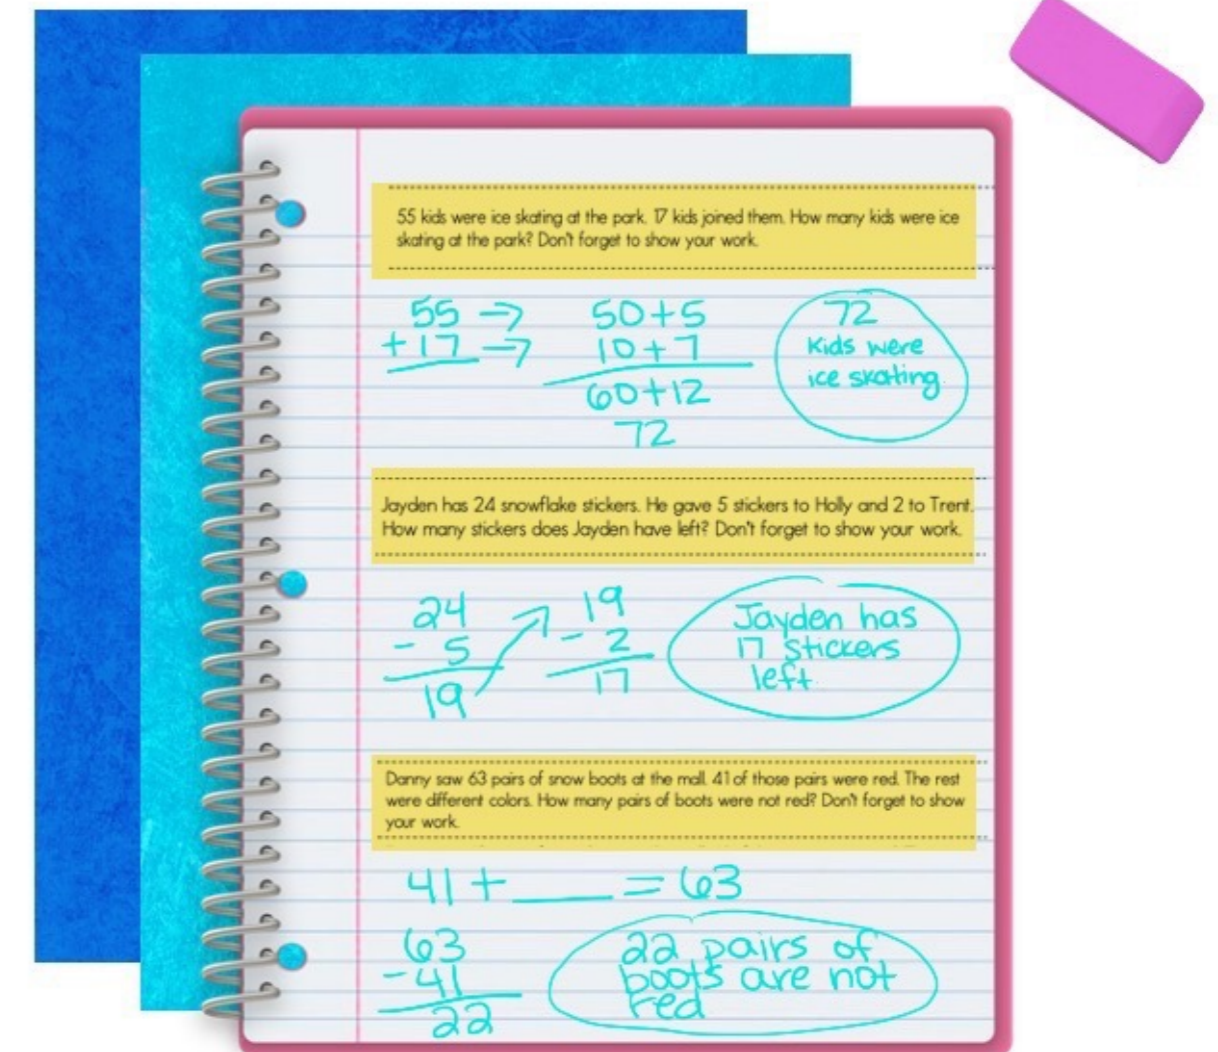 55 kids were ice skating at the park. 17 kids joined them. How many kids were ice
skating at the park? Don't forget to show your work.
55 → 50+5
+17 → 10+7
60+12
72
72
kids were
ice skating.
Jayden has 24 snowflake stickers. He gave 5 stickers to Holly and 2 to Trent.
How many stickers does Jayden have left? Don't forget to show your work.
24
- 5
19
19
- 2
17
Jayden has
17 stickers
left.
Danny saw 63 pairs of snow boots at the mall. 41 of those pairs were red. The rest
were different colors. How many pairs of boots were not red? Don't forget to show
your work.
41 + ____ = 63
63
-41
22
22 pairs of
boots are not
red